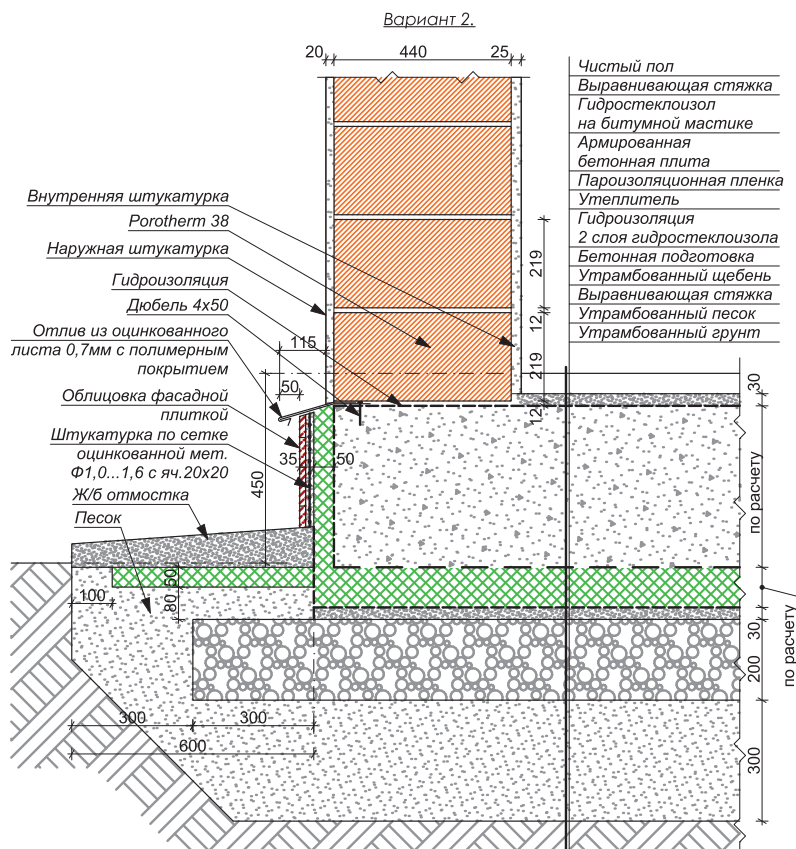 Вариант 2.
20
440
25
Чистый пол
Выравнивающая стяжка
Гидростеклоизол
на битумной мастике
Армированная
бетонная плита
Пароизоляционная пленка
Утеплитель
Гидроизоляция
2 слоя гидростеклоизола
Бетонная подготовка
Утрамбованный щебень
Выравнивающая стяжка
Утрамбованный песок
Утрамбованный грунт
Внутренняя штукатурка
Porotherm 38
Наружная штукатурка
Гидроизоляция
Дюбель 4х50
Отлив из оцинкованного
листа 0,7мм с полимерным
покрытием
Облицовка фасадной
плиткой
Штукатурка по сетке
оцинкованной мет.
Ф1,0...1,6 с яч.20х20
Ж/б отмостка
Песок
115
50
35
50
450
219
12
219
12
30
по расчету
по расчету
30
200
300
100
50
80
300
300
600